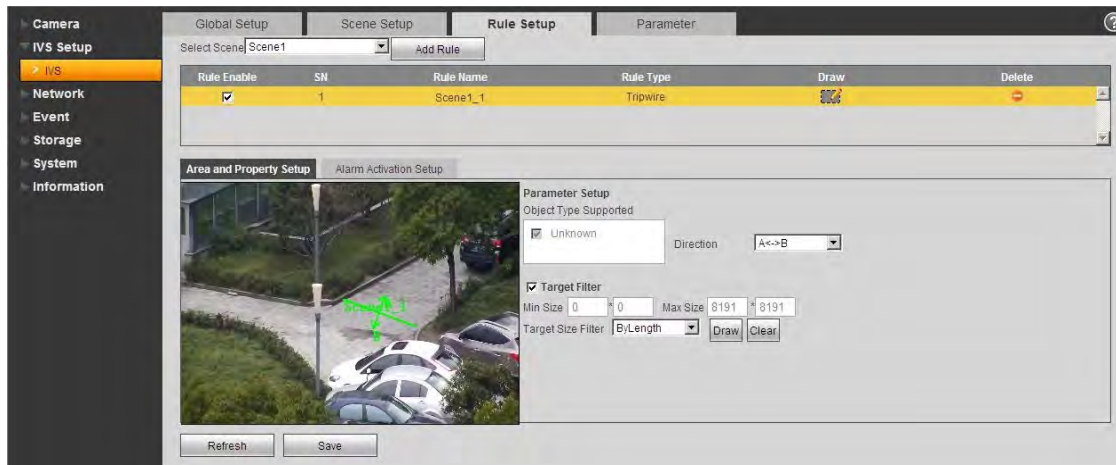 Camera
IVS Setup
IVS
Network
Event
Storage
System
Information
Global Setup Scene Setup Rule Setup Parameter
Select Scene Scene1 Add Rule
Rule Enable SN Rule Name Rule Type Draw Delete
1 Scene1_1 Tripwire
Area and Property Setup Alarm Activation Setup
Parameter Setup
Object Type Supported
Unknown
Direction A<->B
Target Filter
Min Size 0 * 0 Max Size 8191 * 8191
Target Size Filter ByLength Draw Clear
Refresh Save